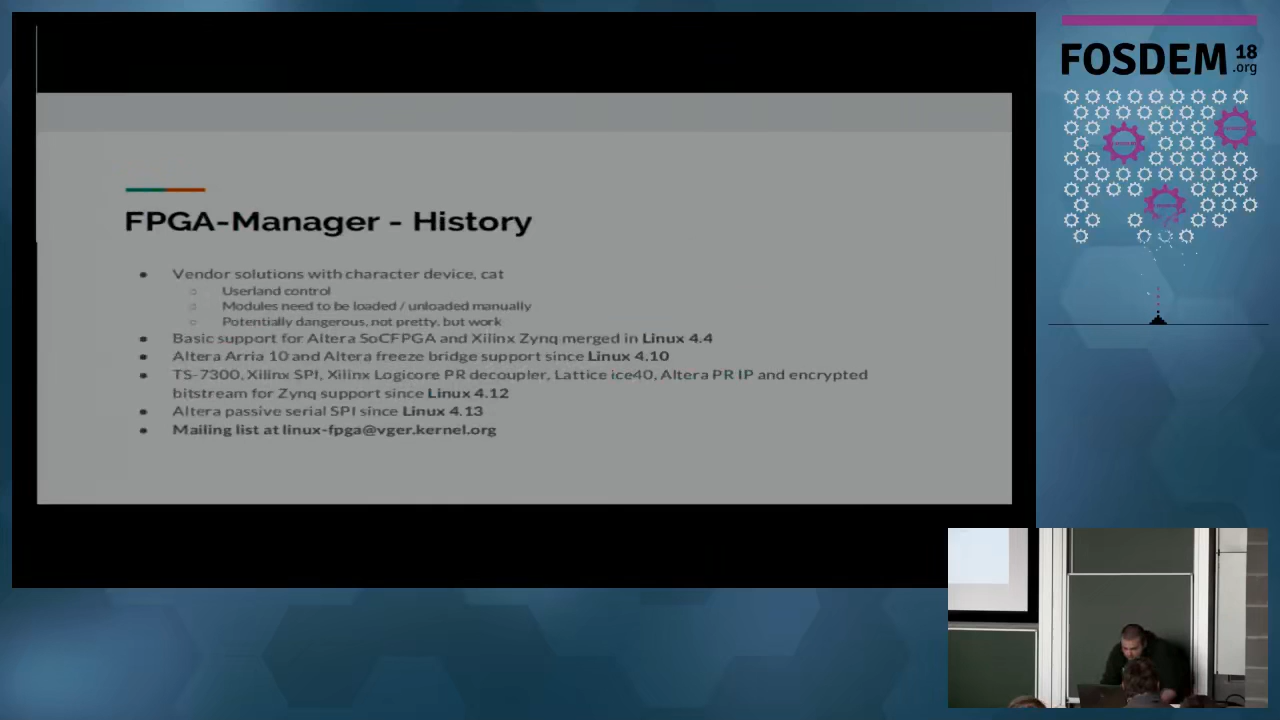 FOSDEM 18
.org
FPGA-Manager - History
● Vendor solutions with character device, cat
○ Userland control
○ Modules need to be loaded / unloaded manually
○ Potentially dangerous, not pretty, but work
● Basic support for Altera SoCFPGA and Xilinx Zynq merged in Linux 4.4
● Altera Arria 10 and Altera freeze bridge support since Linux 4.10
● TS-7300, Xilinx SPI, Xilinx Logicore PR decoupler, Lattice ice40, Altera PR IP and encrypted
bitstream for Zynq support since Linux 4.12
● Altera passive serial SPI since Linux 4.13
● Mailing list at linux-fpga@vger.kernel.org